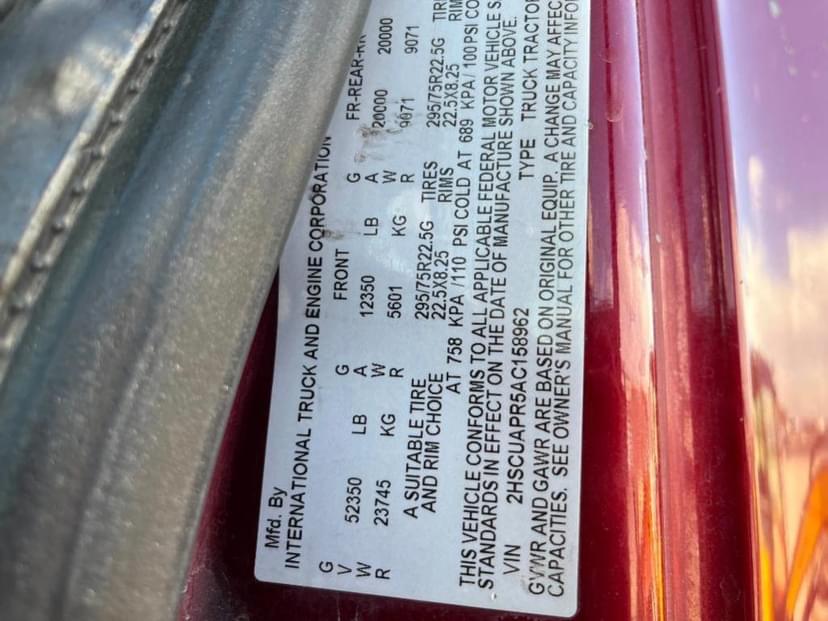 Mfd. By
INTERNATIONAL TRUCK AND ENGINE CORPORATION
G V W R 52350 LB 23745 KG
G A W R FRONT 12350 LB 5601 KG
G A W R FR-REAR-RR 20000 20000 9071 9071
A SUITABLE TIRE AND RIM CHOICE
295/75R22.5G TIRES 295/75R22.5G
22.5X8.25 RIMS 22.5X8.25 RIM
AT 758 KPA /110 PSI COLD AT 689 KPA/ 100 PSI
THIS VEHICLE CONFORMS TO ALL APPLICABLE FEDERAL MOTOR VEHICLE
STANDARDS IN EFFECT ON THE DATE OF MANUFACTURE SHOWN ABOVE.
VIN 2HSCUAPR5AC158962 TYPE TRUCK
GVWR AND GAWR ARE BASED ON ORIGINAL EQUIP. A CHANGE MAY
CAPACITIES. SEE OWNER'S MANUAL FOR OTHER TIRE AND CAPACITY